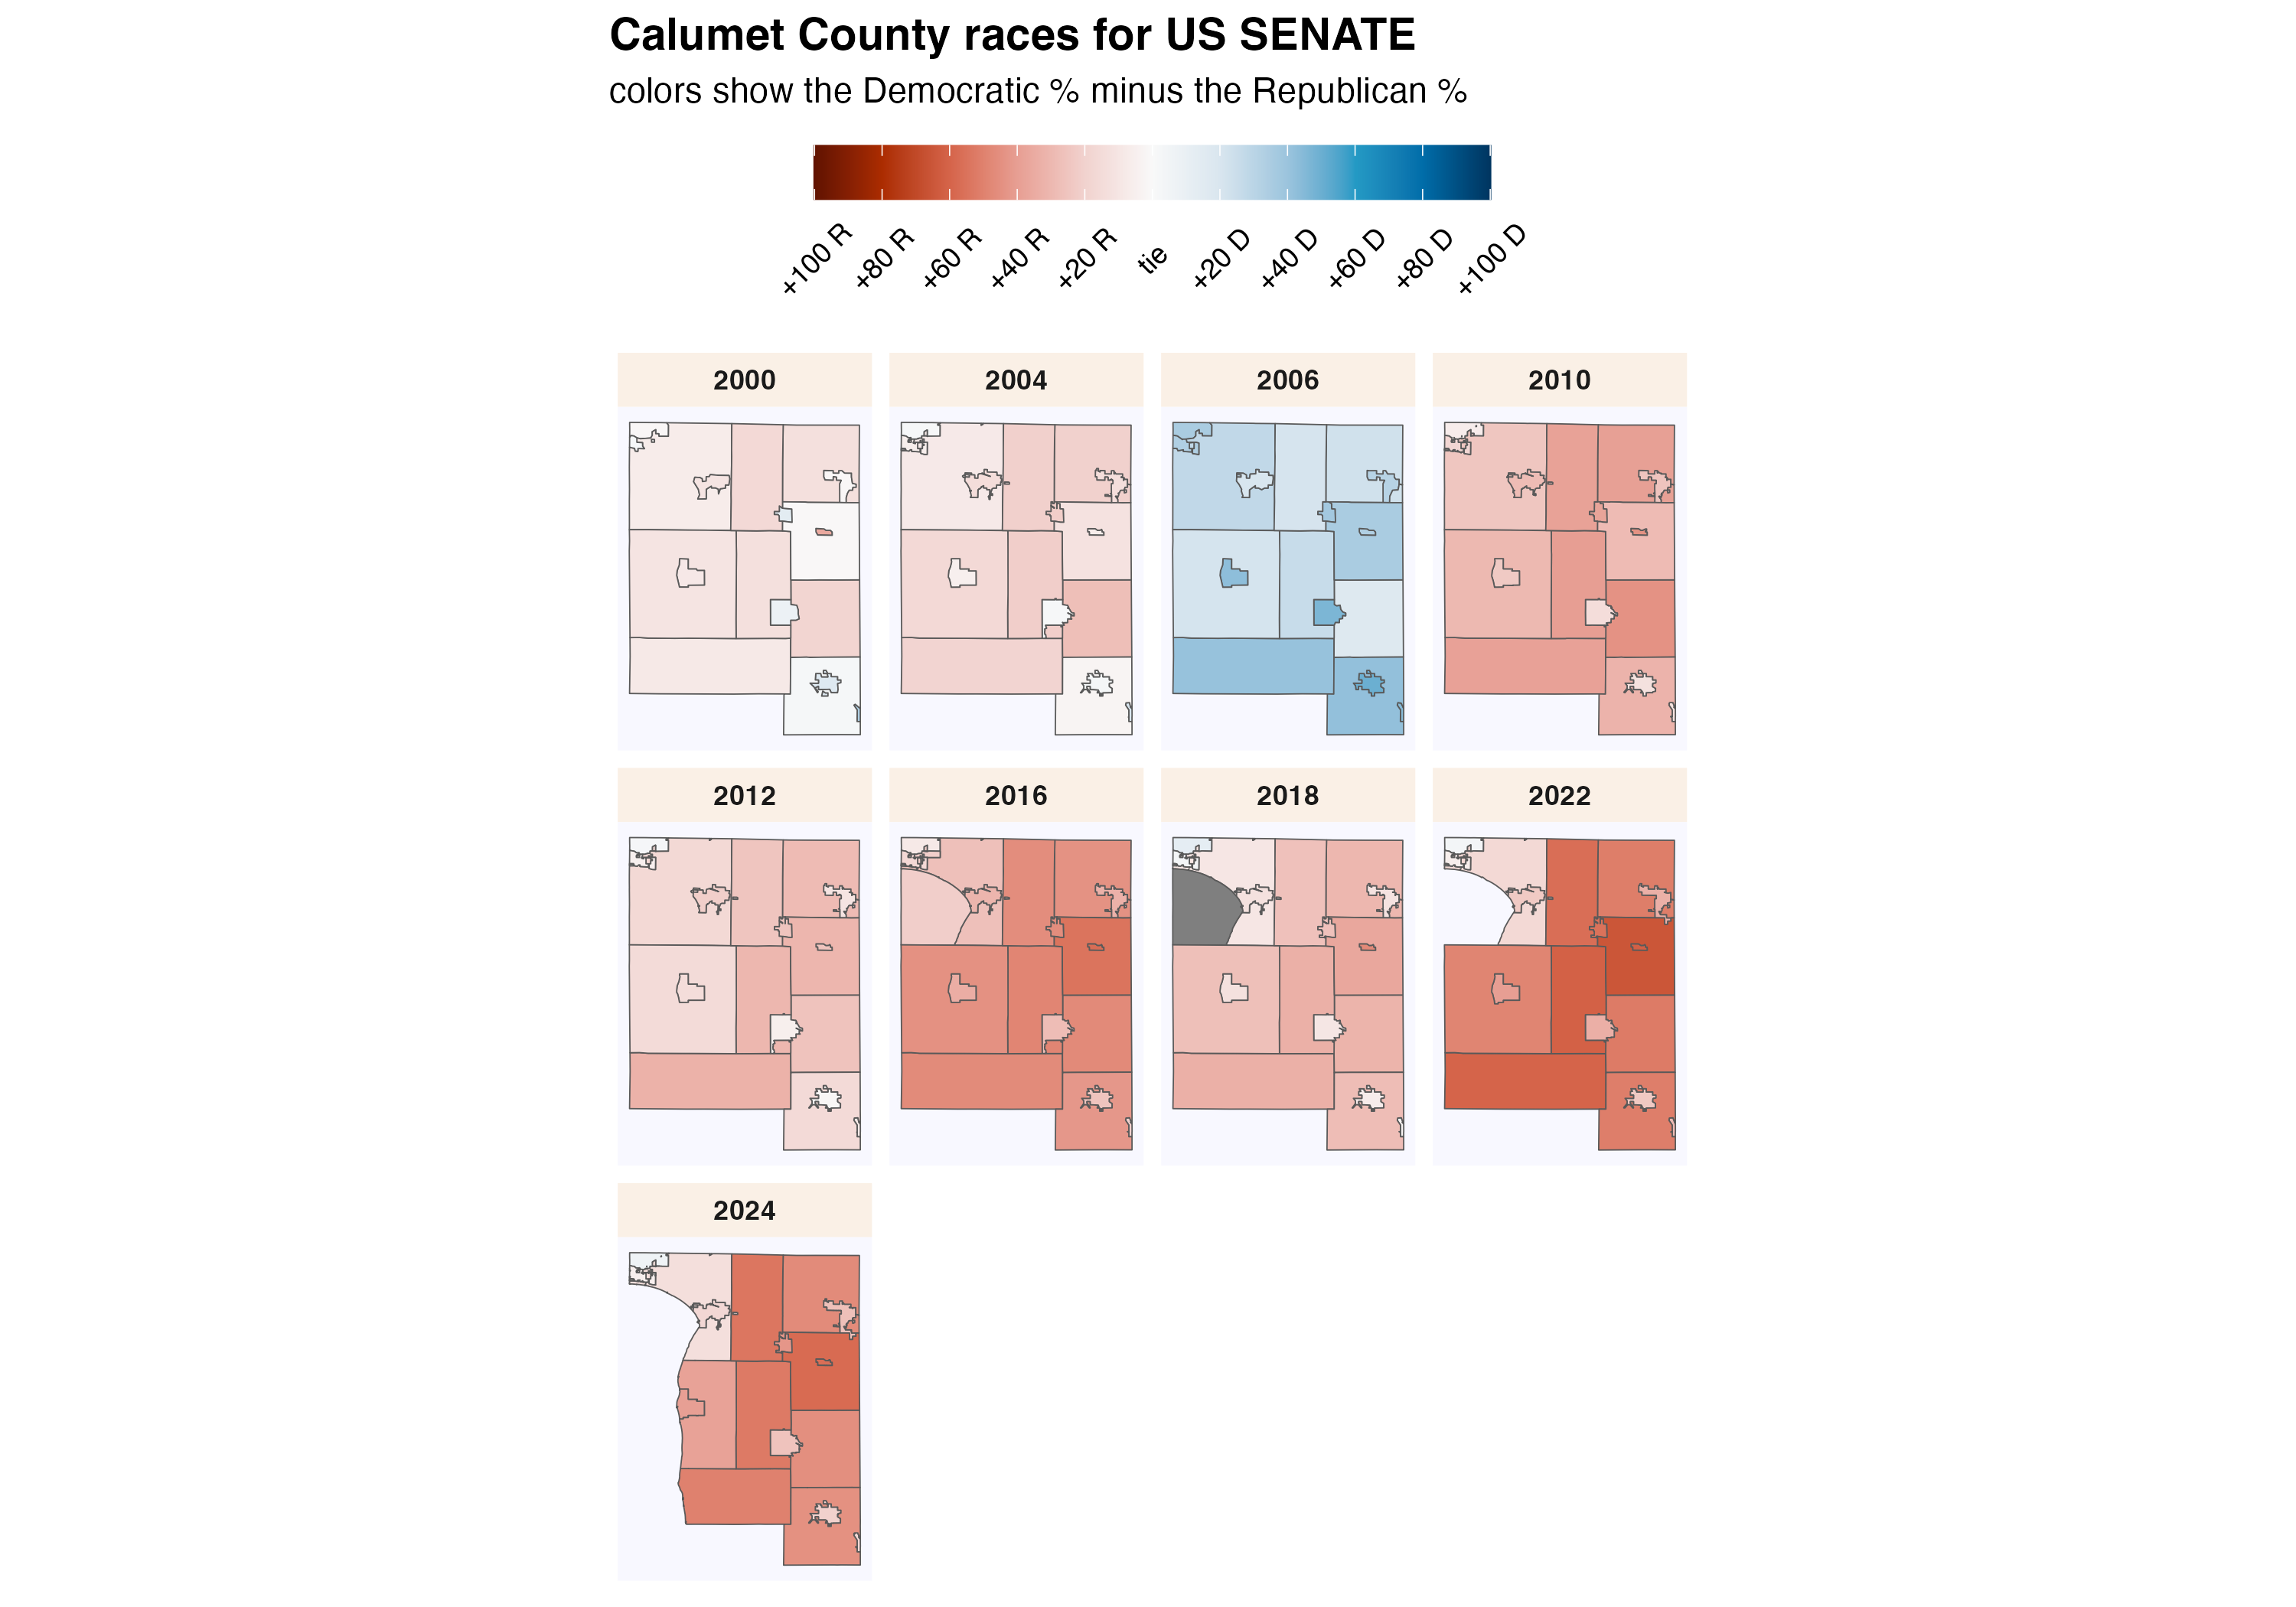 Calumet County races for US SENATE
colors show the Democratic % minus the Republican %
+100 R +80 R +60 R +40 R +20 R tie +20 D +40 D +60 D +80 D +100 D
2000 2004 2006 2010
2012 2016 2018 2022
2024